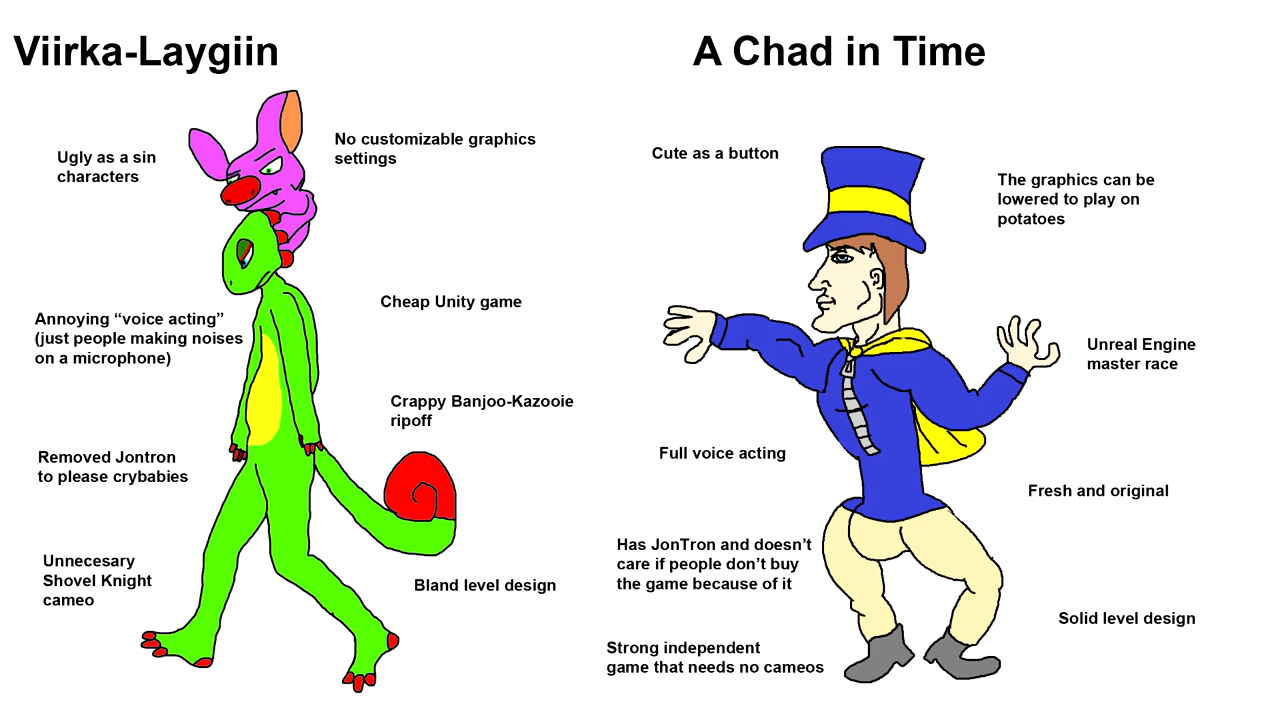 Viirka-Laygiin
A Chad in Time
Ugly as a sin
characters
No customizable graphics
settings
Cheap Unity game
Annoying “voice acting”
(just people making noises
on a microphone)
Crappy Banjoo-Kazooie
ripoff
Removed Jontron
to please crybabies
Unnecesary
Shovel Knight
cameo
Bland level design
Cute as a button
The graphics can be
lowered to play on
potatoes
Unreal Engine
master race
Full voice acting
Fresh and original
Has JonTron and doesn’t
care if people don’t buy
the game because of it
Solid level design
Strong independent
game that needs no cameos